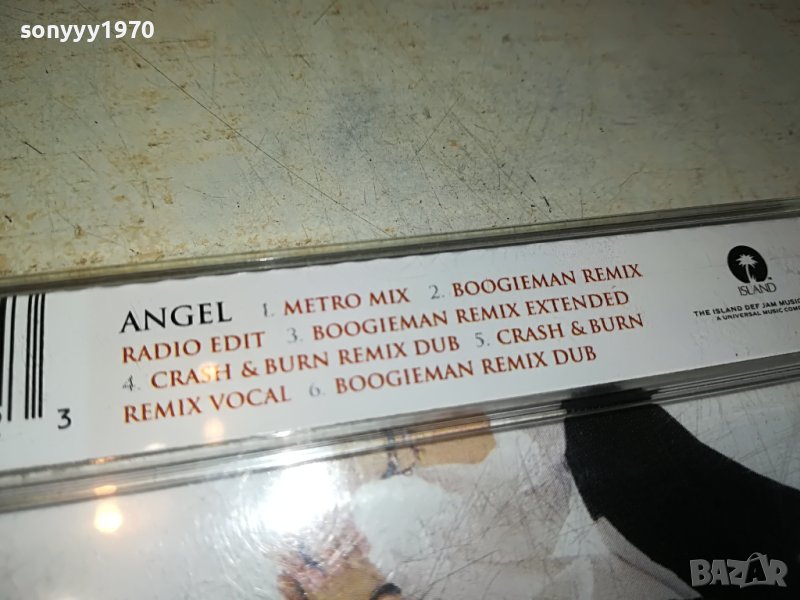 sonyyy1970
ANGEL 1. METRO MIX 2. BOOGIEMAN REMIX
RADIO EDIT 3. BOOGIEMAN REMIX EXTENDED
4. CRASH & BURN REMIX DUB 5. CRASH & BURN
REMIX VOCAL 6. BOOGIEMAN REMIX DUB
ISLAND
THE ISLAND DEF JAM MUSIC
A UNIVERSAL MUSIC COMP
3
BAZAR